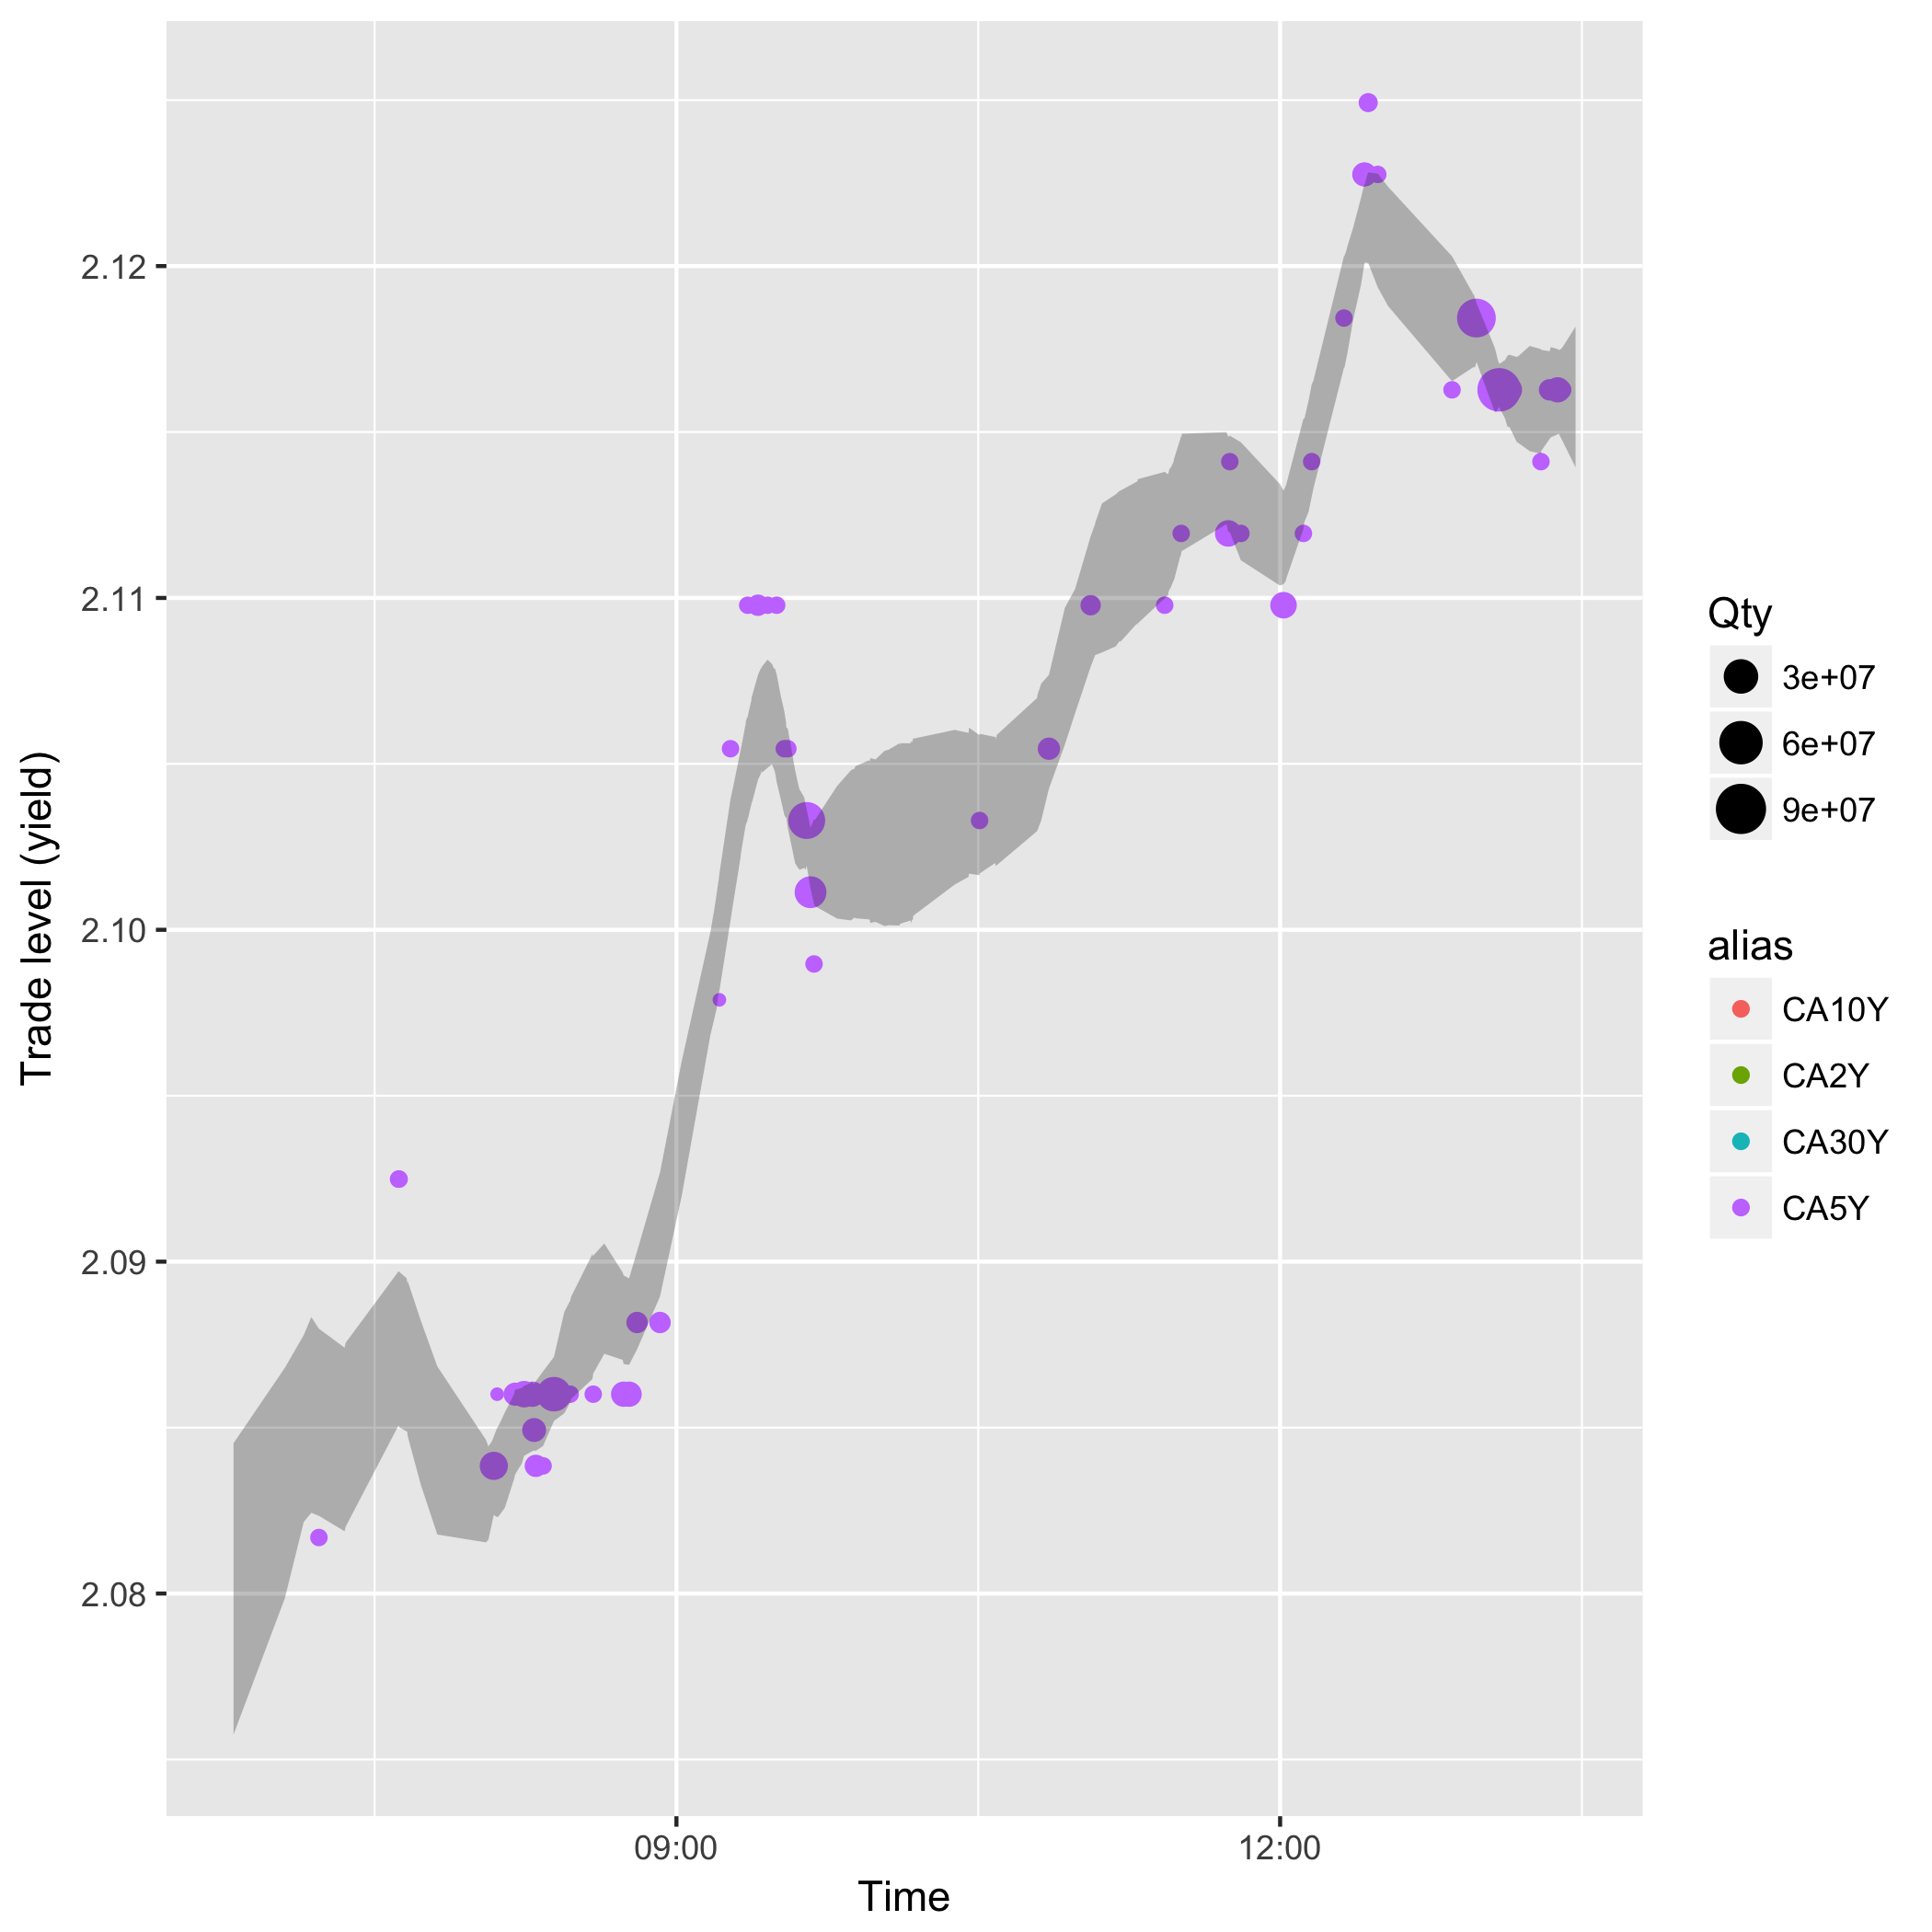 2.12
2.11
2.10
2.09
2.08
Trade level (yield)
09:00
12:00
Time
Qty
3e+07
6e+07
9e+07
alias
CA10Y
CA2Y
CA30Y
CA5Y